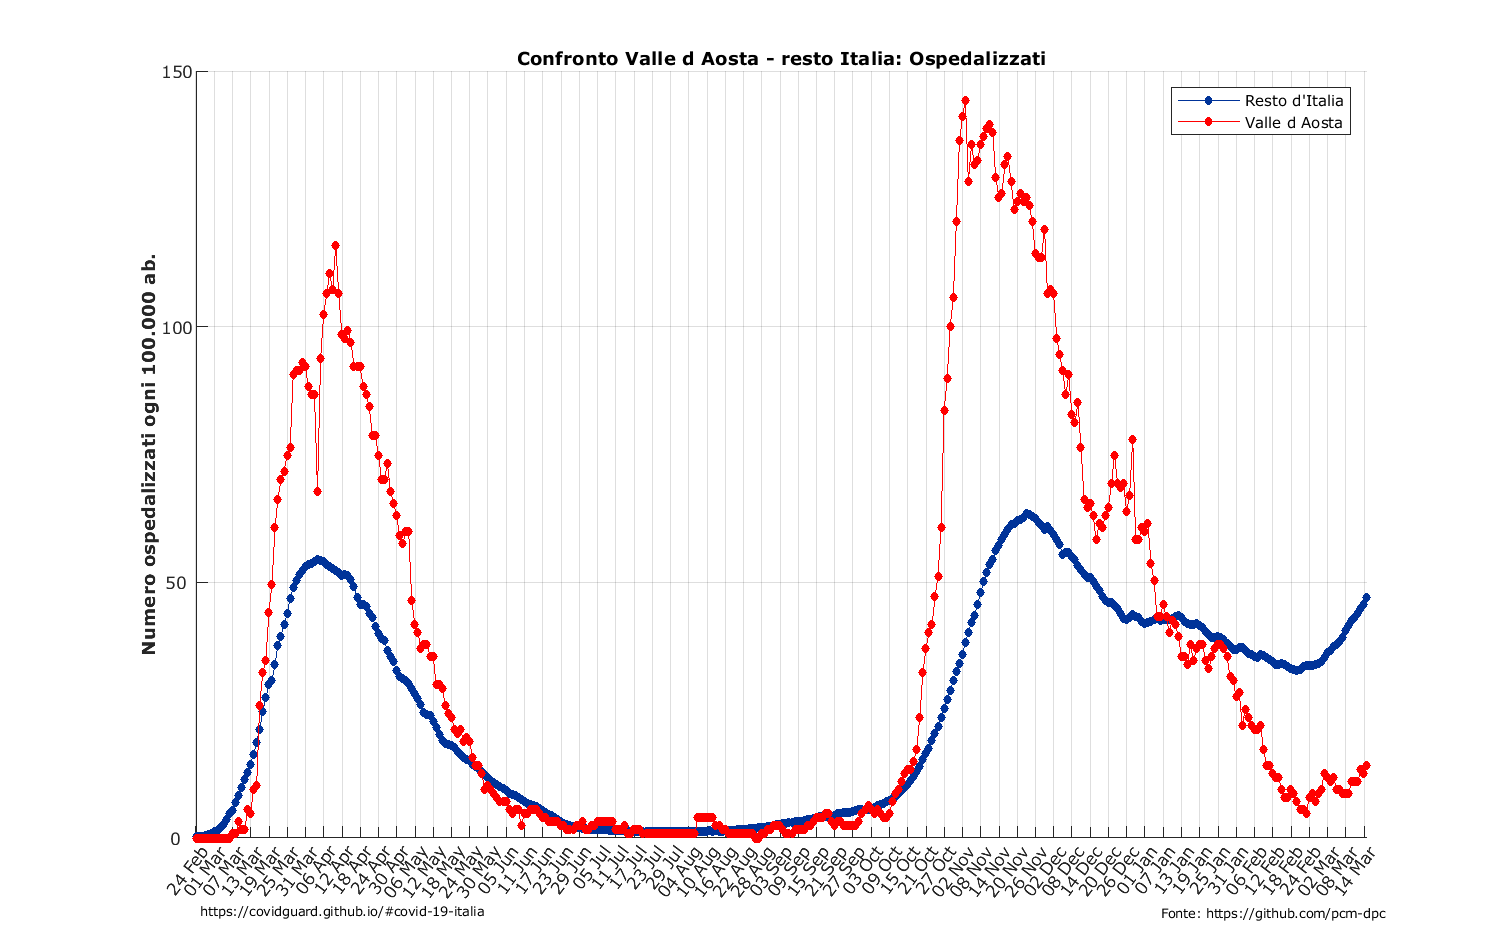 Confronto Valle d Aosta - resto Italia: Ospedalizzati
150
100
50
0
Numero ospedalizzati ogni 100.000 ab.
Resto d'Italia
Valle d Aosta
24 Feb
01 Mar
07 Mar
13 Mar
19 Mar
25 Mar
31 Mar
06 Apr
12 Apr
18 Apr
24 Apr
30 Apr
06 May
12 May
18 May
24 May
30 May
05 Jun
11 Jun
17 Jun
23 Jun
29 Jun
05 Jul
11 Jul
17 Jul
23 Jul
29 Jul
04 Aug
10 Aug
16 Aug
22 Aug
28 Aug
03 Sep
09 Sep
15 Sep
21 Sep
27 Sep
03 Oct
09 Oct
15 Oct
21 Oct
27 Oct
02 Nov
08 Nov
14 Nov
20 Nov
26 Nov
02 Dec
08 Dec
14 Dec
20 Dec
26 Dec
01 Jan
07 Jan
13 Jan
19 Jan
25 Jan
31 Jan
06 Feb
12 Feb
18 Feb
24 Feb
02 Mar
08 Mar
14 Mar
https://covidguard.github.io/#covid-19-italia
Fonte: https://github.com/pcm-dpc